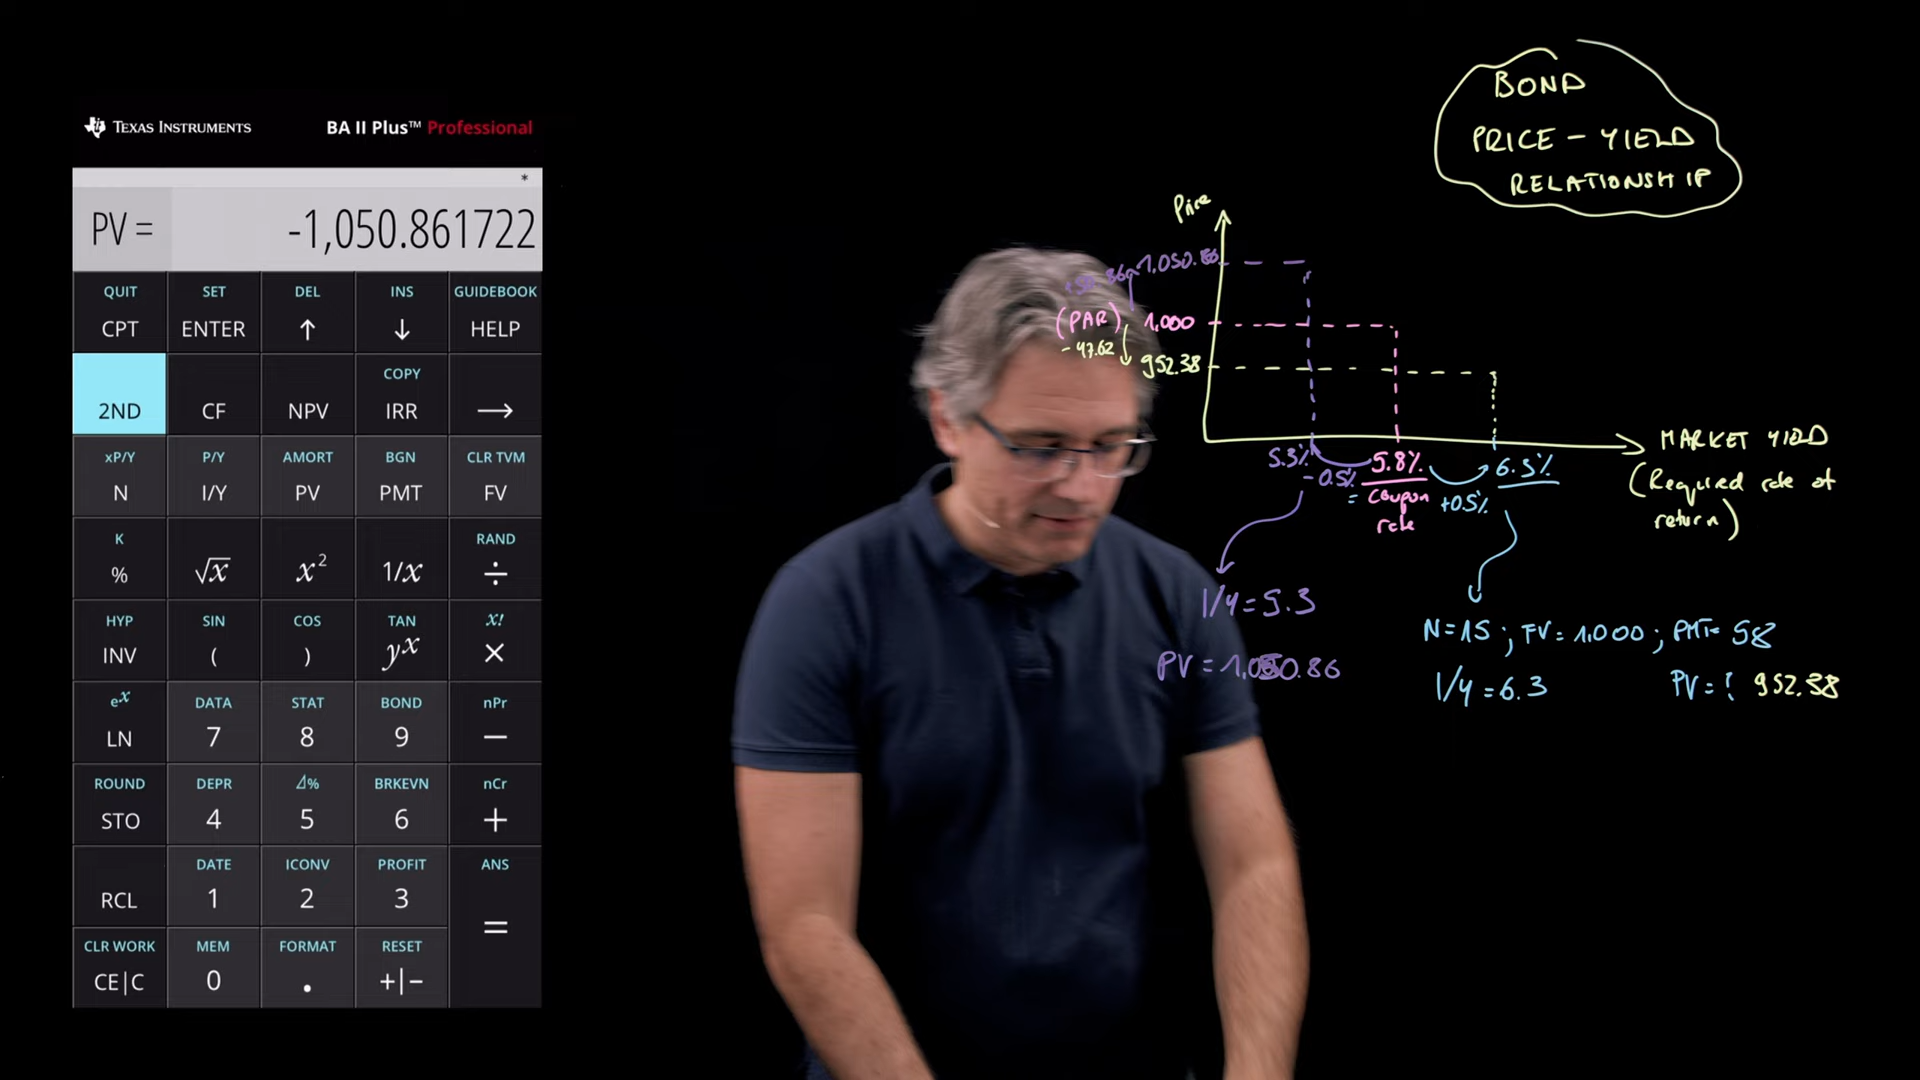 TEXAS INSTRUMENTS
BA II Plus™ Professional
*
PV = -1,050.861722
QUIT SET DEL INS GUIDEBOOK
CPT ENTER ↑ ↓ HELP
COPY
2ND CF NPV IRR →
xP/Y P/Y AMORT BGN CLR TVM
N I/Y PV PMT FV
K RAND
% √x x² 1/x ÷
HYP SIN COS TAN x!
INV ( ) yˣ ×
eˣ DATA STAT BOND nPr
LN 7 8 9 −
ROUND DEPR ⊿% BRKEVN nCr
STO 4 5 6 +
DATE ICONV PROFIT ANS
RCL 1 2 3 =
CLR WORK MEM FORMAT RESET
CE|C 0 . +|−
BOND
PRICE - YIELD
RELATIONSHIP
Price
1,050.86
+50.86
(PAR) 1,000
-47.62
952.38
MARKET YIELD
(Required rate of
return)
5.3% 5.8% 6.3%
-0.5% = coupon rate +0.5%
I/Y = 5.3
PV = 1,050.86
N = 15 ; FV = 1,000 ; PMT = 58
I/Y = 6.3 PV = ? 952.38